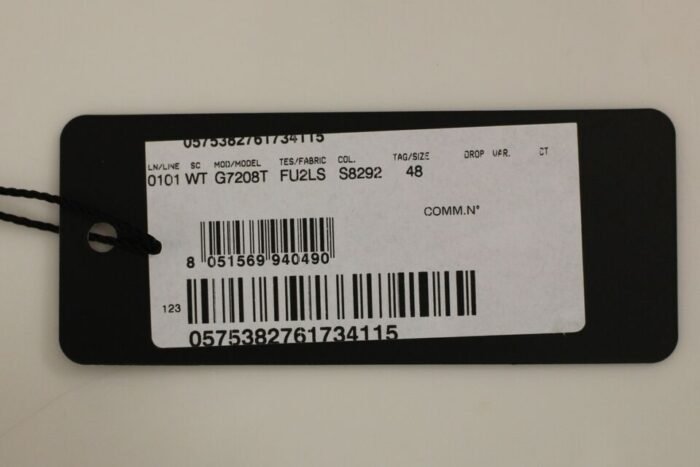 0575382761734115
LN/LINE SC MOD/MODEL TES/FABRIC COL. TAG/SIZE DROP VAR. CT
0101 WT G7208T FU2LS S8292 48
COMM.N°
8 051569 940490
123
0575382761734115